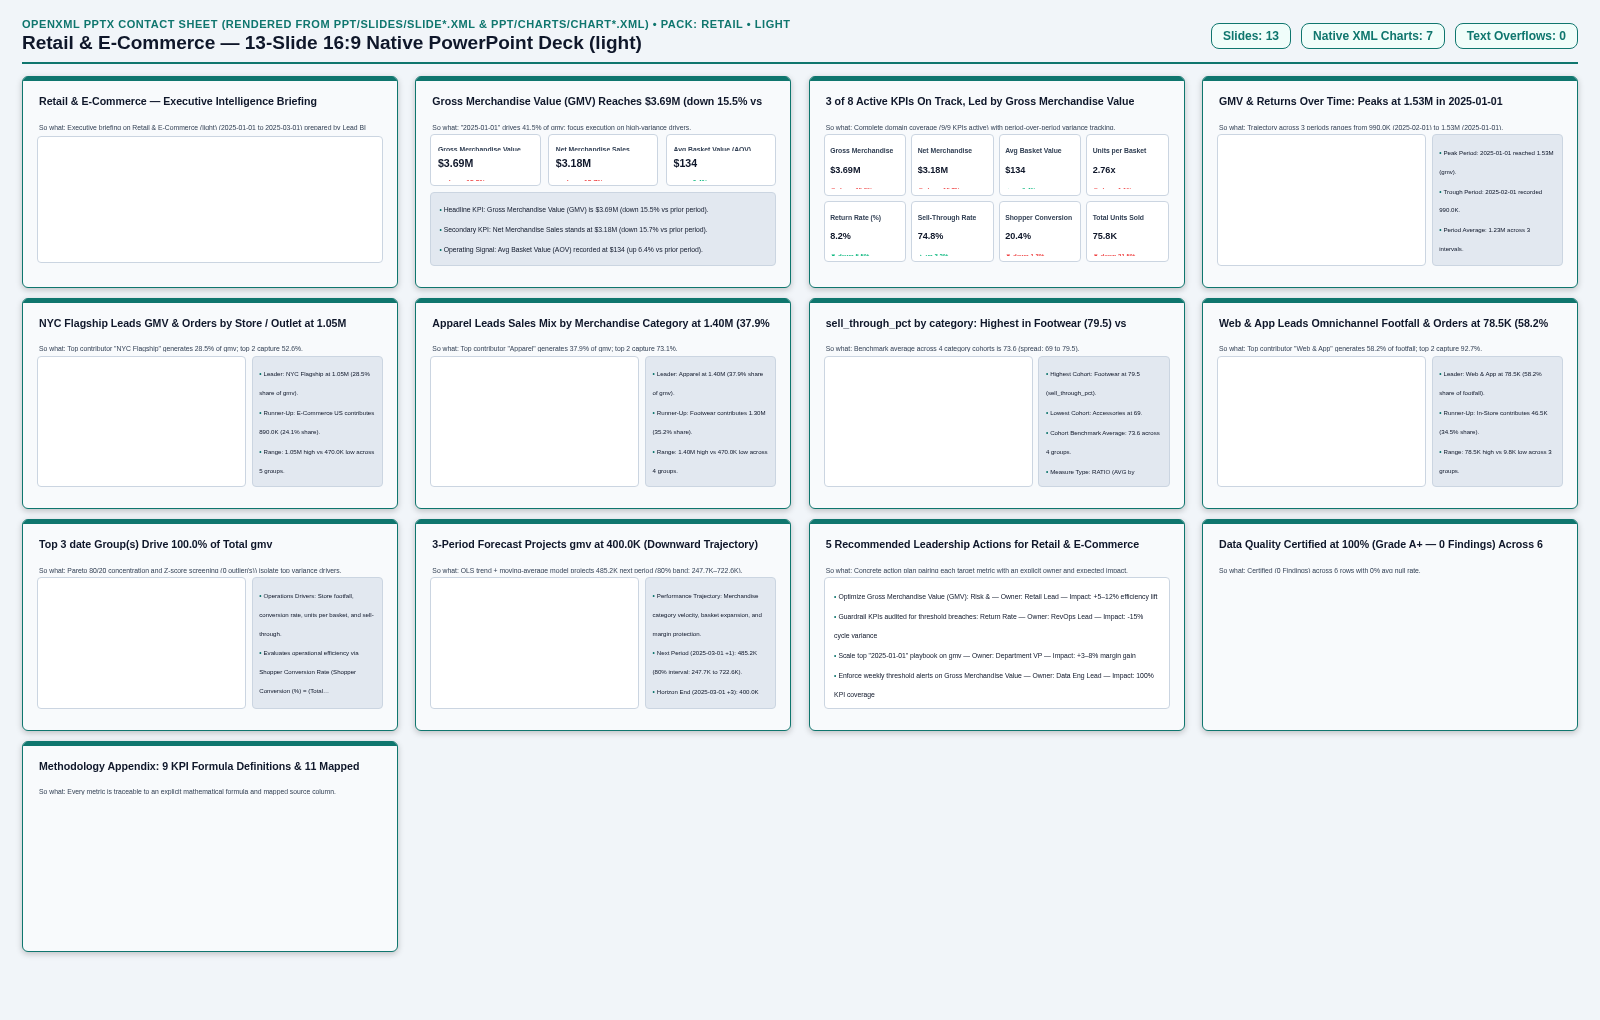 OPENXML PPTX CONTACT SHEET (RENDERED FROM PPT/SLIDES/SLIDE*.XML & PPT/CHARTS/CHART*.XML) • PACK: RETAIL • LIGHT
Retail & E-Commerce — 13-Slide 16:9 Native PowerPoint Deck (light)
Slides: 13
Native XML Charts: 7
Text Overflows: 0
Retail & E-Commerce — Executive Intelligence Briefing
So what: Executive briefing on Retail & E-Commerce (light) (2025-01-01 to 2025-03-01) prepared by Lead BI
Gross Merchandise Value (GMV) Reaches $3.69M (down 15.5% vs
So what: "2025-01-01" drives 41.5% of gmv; focus execution on high-variance drivers.
Gross Merchandise Value
$3.69M
Net Merchandise Sales
$3.18M
Avg Basket Value (AOV)
$134
• Headline KPI: Gross Merchandise Value (GMV) is $3.69M (down 15.5% vs prior period).
• Secondary KPI: Net Merchandise Sales stands at $3.18M (down 15.7% vs prior period).
• Operating Signal: Avg Basket Value (AOV) recorded at $134 (up 6.4% vs prior period).
3 of 8 Active KPIs On Track, Led by Gross Merchandise Value
So what: Complete domain coverage (9/9 KPIs active) with period-over-period variance tracking.
Gross Merchandise
$3.69M
Net Merchandise
$3.18M
Avg Basket Value
$134
Units per Basket
2.76x
Return Rate (%)
8.2%
Sell-Through Rate
74.8%
Shopper Conversion
20.4%
Total Units Sold
75.8K
GMV & Returns Over Time: Peaks at 1.53M in 2025-01-01
So what: Trajectory across 3 periods ranges from 990.0K (2025-02-01) to 1.53M (2025-01-01).
• Peak Period: 2025-01-01 reached 1.53M
(gmv).
• Trough Period: 2025-02-01 recorded
990.0K.
• Period Average: 1.23M across 3
intervals.
NYC Flagship Leads GMV & Orders by Store / Outlet at 1.05M
So what: Top contributor "NYC Flagship" generates 28.5% of gmv; top 2 capture 52.6%.
• Leader: NYC Flagship at 1.05M (28.5%
share of gmv).
• Runner-Up: E-Commerce US contributes
890.0K (24.1% share).
• Range: 1.05M high vs 470.0K low across
5 groups.
Apparel Leads Sales Mix by Merchandise Category at 1.40M (37.9%
So what: Top contributor "Apparel" generates 37.9% of gmv; top 2 capture 73.1%.
• Leader: Apparel at 1.40M (37.9% share
of gmv).
• Runner-Up: Footwear contributes 1.30M
(35.2% share).
• Range: 1.40M high vs 470.0K low across
4 groups.
sell_through_pct by category: Highest in Footwear (79.5) vs
So what: Benchmark average across 4 category cohorts is 73.6 (spread: 69 to 79.5).
• Highest Cohort: Footwear at 79.5
(sell_through_pct).
• Lowest Cohort: Accessories at 69.
• Cohort Benchmark Average: 73.6 across
4 groups.
• Measure Type: RATIO (AVG by
Web & App Leads Omnichannel Footfall & Orders at 78.5K (58.2%
So what: Top contributor "Web & App" generates 58.2% of footfall; top 2 capture 92.7%.
• Leader: Web & App at 78.5K (58.2%
share of footfall).
• Runner-Up: In-Store contributes 46.5K
(34.5% share).
• Range: 78.5K high vs 9.8K low across 3
groups.
Top 3 date Group(s) Drive 100.0% of Total gmv
So what: Pareto 80/20 concentration and Z-score screening (0 outlier(s)) isolate top variance drivers.
• Operations Drivers: Store footfall,
conversion rate, units per basket, and sell-
through.
• Evaluates operational efficiency via
Shopper Conversion Rate (Shopper
Conversion (%) = (Total...
3-Period Forecast Projects gmv at 400.0K (Downward Trajectory)
So what: OLS trend + moving-average model projects 485.2K next period (80% band: 247.7K–722.6K).
• Performance Trajectory: Merchandise
category velocity, basket expansion, and
margin protection.
• Next Period (2025-03-01 +1): 485.2K
(80% interval: 247.7K to 722.6K).
• Horizon End (2025-03-01 +3): 400.0K
5 Recommended Leadership Actions for Retail & E-Commerce
So what: Concrete action plan pairing each target metric with an explicit owner and expected impact.
• Optimize Gross Merchandise Value (GMV): Risk & — Owner: Retail Lead — Impact: +5–12% efficiency lift
• Guardrail KPIs audited for threshold breaches: Return Rate — Owner: RevOps Lead — Impact: -15%
cycle variance
• Scale top "2025-01-01" playbook on gmv — Owner: Department VP — Impact: +3–8% margin gain
• Enforce weekly threshold alerts on Gross Merchandise Value — Owner: Data Eng Lead — Impact: 100%
KPI coverage
Data Quality Certified at 100% (Grade A+ — 0 Findings) Across 6
So what: Certified (0 Findings) across 6 rows with 0% avg null rate.
Methodology Appendix: 9 KPI Formula Definitions & 11 Mapped
So what: Every metric is traceable to an explicit mathematical formula and mapped source column.